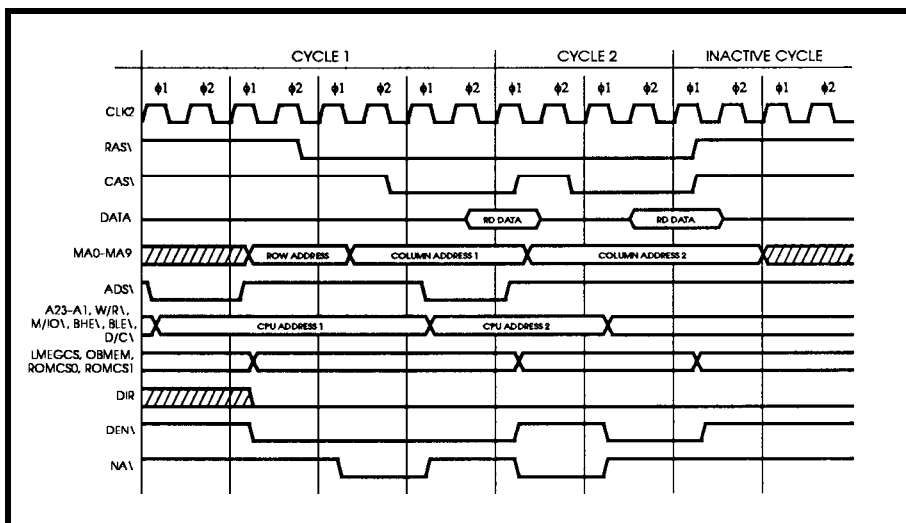 CYCLE 1 CYCLE 2 INACTIVE CYCLE
ϕ1 ϕ2 ϕ1 ϕ2 ϕ1 ϕ2 ϕ1 ϕ2 ϕ1 ϕ2 ϕ1 ϕ2 ϕ1 ϕ2 ϕ1 ϕ2
CLK2
RAS\
CAS\
DATA RD DATA RD DATA
MA0-MA9 ROW ADDRESS COLUMN ADDRESS 1 COLUMN ADDRESS 2
ADS\
A23-A1, W/R\,
M/IO\, BHE\, BLE\,
D/C\
CPU ADDRESS 1 CPU ADDRESS 2
LMEGCS, OBMEM,
ROMCS0, ROMCS1
DIR
DEN\
NA\